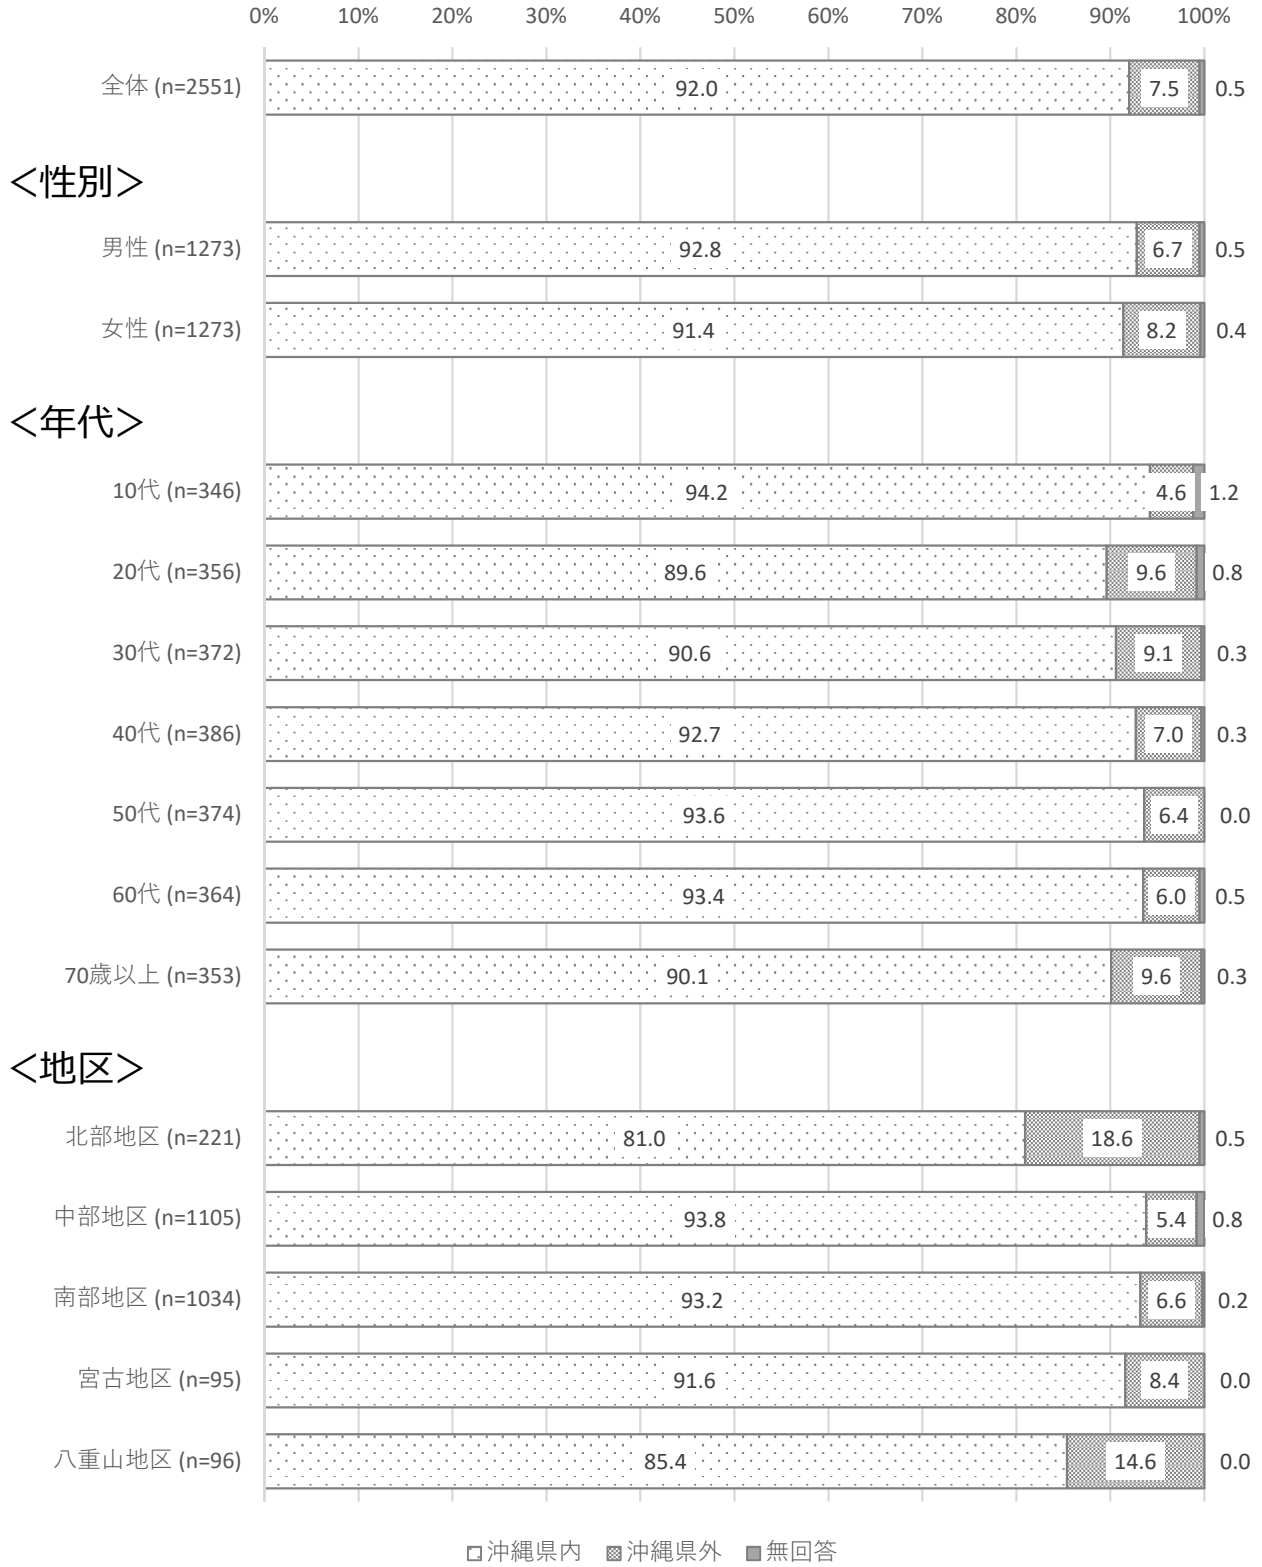 0% 10% 20% 30% 40% 50% 60% 70% 80% 90% 100%
全体 (n=2551) 92.0 7.5 0.5
＜性別＞
男性 (n=1273) 92.8 6.7 0.5
女性 (n=1273) 91.4 8.2 0.4
＜年代＞
10代 (n=346) 94.2 4.6 1.2
20代 (n=356) 89.6 9.6 0.8
30代 (n=372) 90.6 9.1 0.3
40代 (n=386) 92.7 7.0 0.3
50代 (n=374) 93.6 6.4 0.0
60代 (n=364) 93.4 6.0 0.5
70歳以上 (n=353) 90.1 9.6 0.3
＜地区＞
北部地区 (n=221) 81.0 18.6 0.5
中部地区 (n=1105) 93.8 5.4 0.8
南部地区 (n=1034) 93.2 6.6 0.2
宮古地区 (n=95) 91.6 8.4 0.0
八重山地区 (n=96) 85.4 14.6 0.0
沖縄県内 沖縄県外 無回答